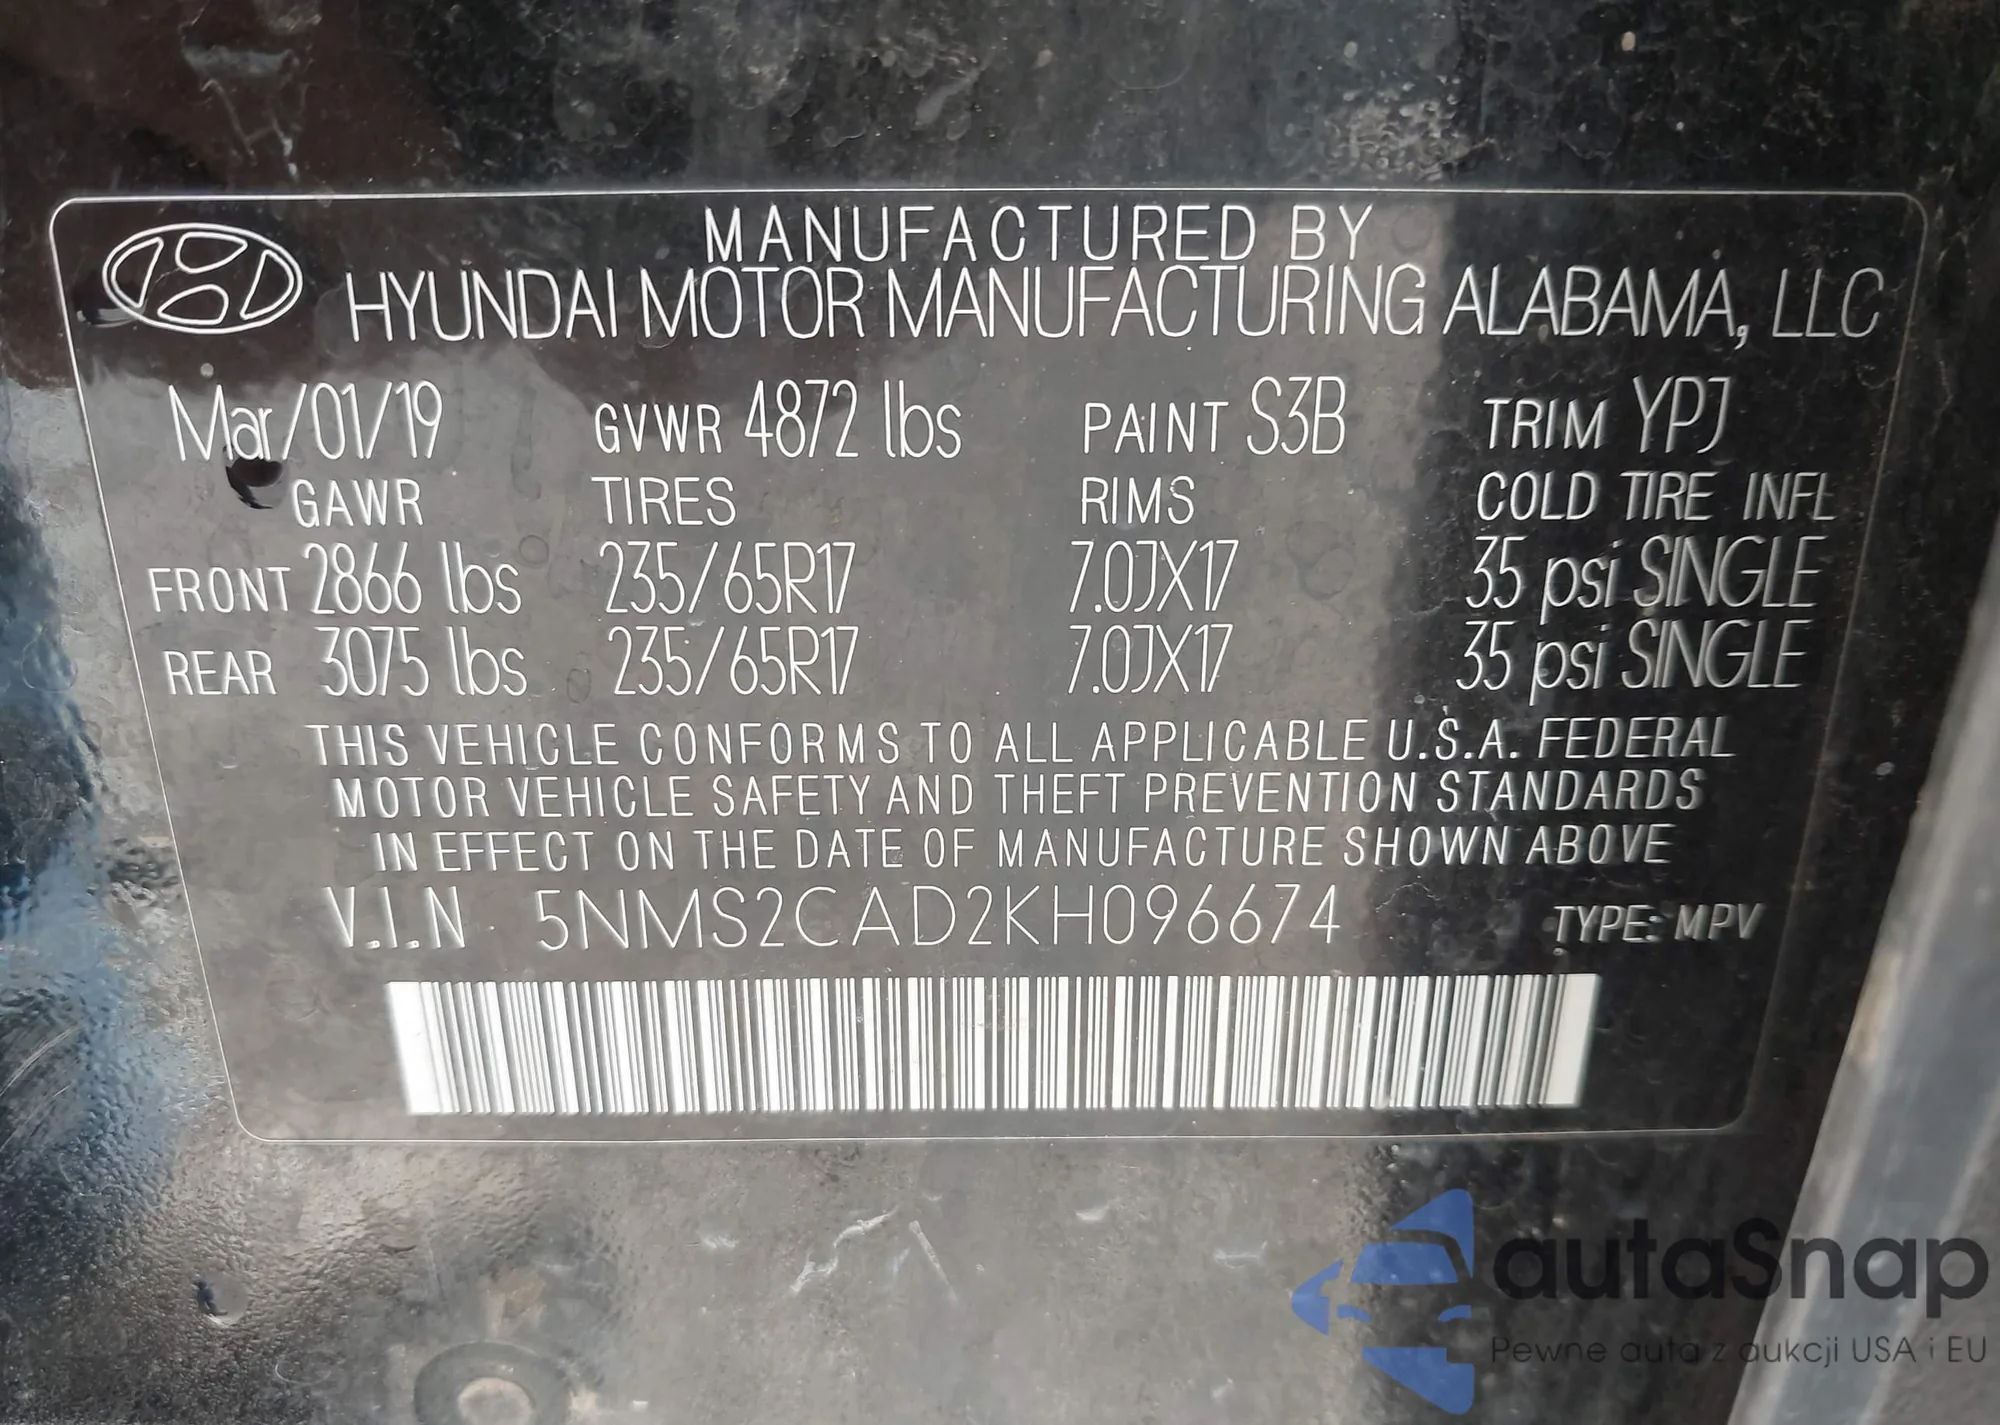 MANUFACTURED BY
HYUNDAI MOTOR MANUFACTURING ALABAMA, LLC
Mar/01/19 GVWR 4872 lbs PAINT S3B TRIM YPJ
GAWR TIRES RIMS COLD TIRE INFL
FRONT 2866 lbs 235/65R17 7.0JX17 35 psi SINGLE
REAR 3075 lbs 235/65R17 7.0JX17 35 psi SINGLE
THIS VEHICLE CONFORMS TO ALL APPLICABLE U.S.A. FEDERAL
MOTOR VEHICLE SAFETY AND THEFT PREVENTION STANDARDS
IN EFFECT ON THE DATE OF MANUFACTURE SHOWN ABOVE
V.I.N 5NMS2CAD2KH096674 TYPE: MPV
autaSnap
Pewne auta z aukcji USA i EU